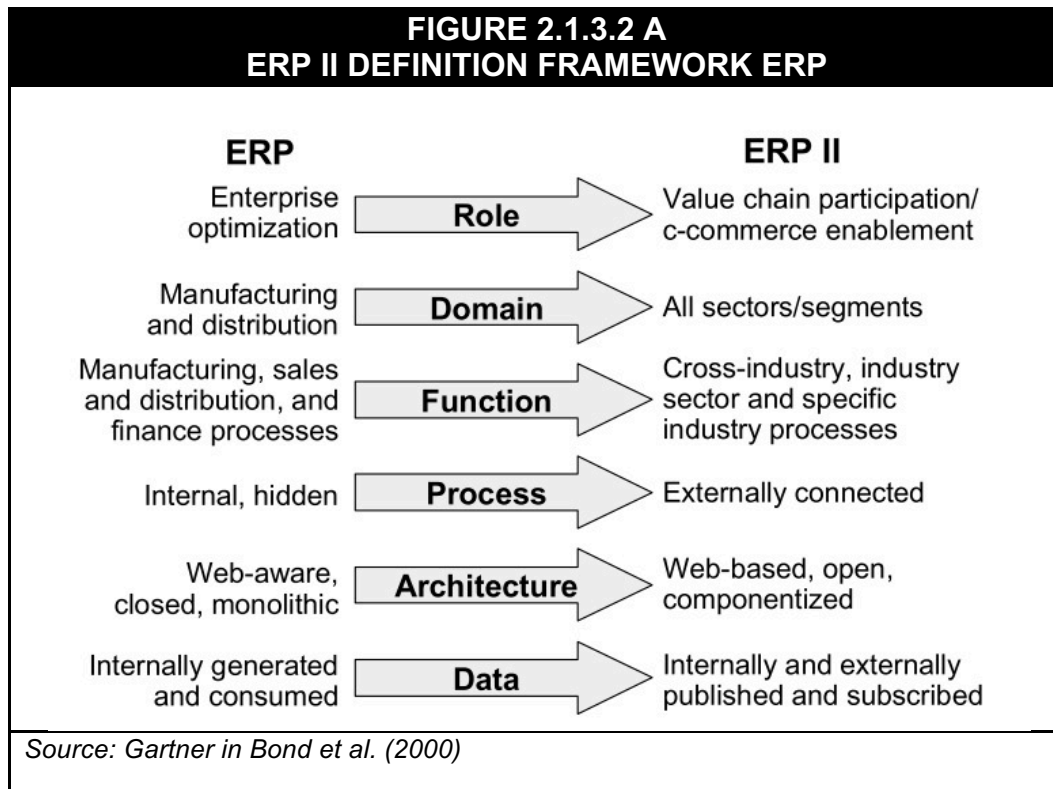 FIGURE 2.1.3.2 A
ERP II DEFINITION FRAMEWORK ERP
ERP
ERP II
Enterprise
optimization
Role
Value chain participation/
c-commerce enablement
Manufacturing
and distribution
Domain
All sectors/segments
Manufacturing, sales
and distribution, and
finance processes
Function
Cross-industry, industry
sector and specific
industry processes
Internal, hidden
Process
Externally connected
Web-aware,
closed, monolithic
Architecture
Web-based, open,
componentized
Internally generated
and consumed
Data
Internally and externally
published and subscribed
Source: Gartner in Bond et al. (2000)